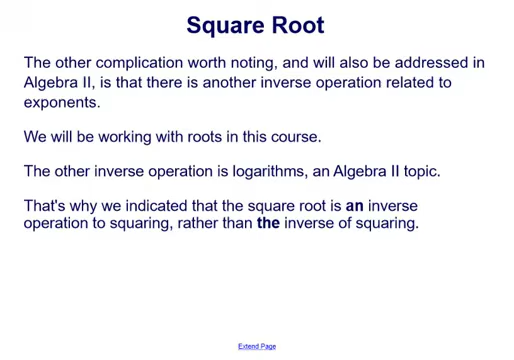 Square Root
The other complication worth noting, and will also be addressed in
Algebra II, is that there is another inverse operation related to
exponents.
We will be working with roots in this course.
The other inverse operation is logarithms, an Algebra II topic.
That's why we indicated that the square root is an inverse
operation to squaring, rather than the inverse of squaring.
Extend Page